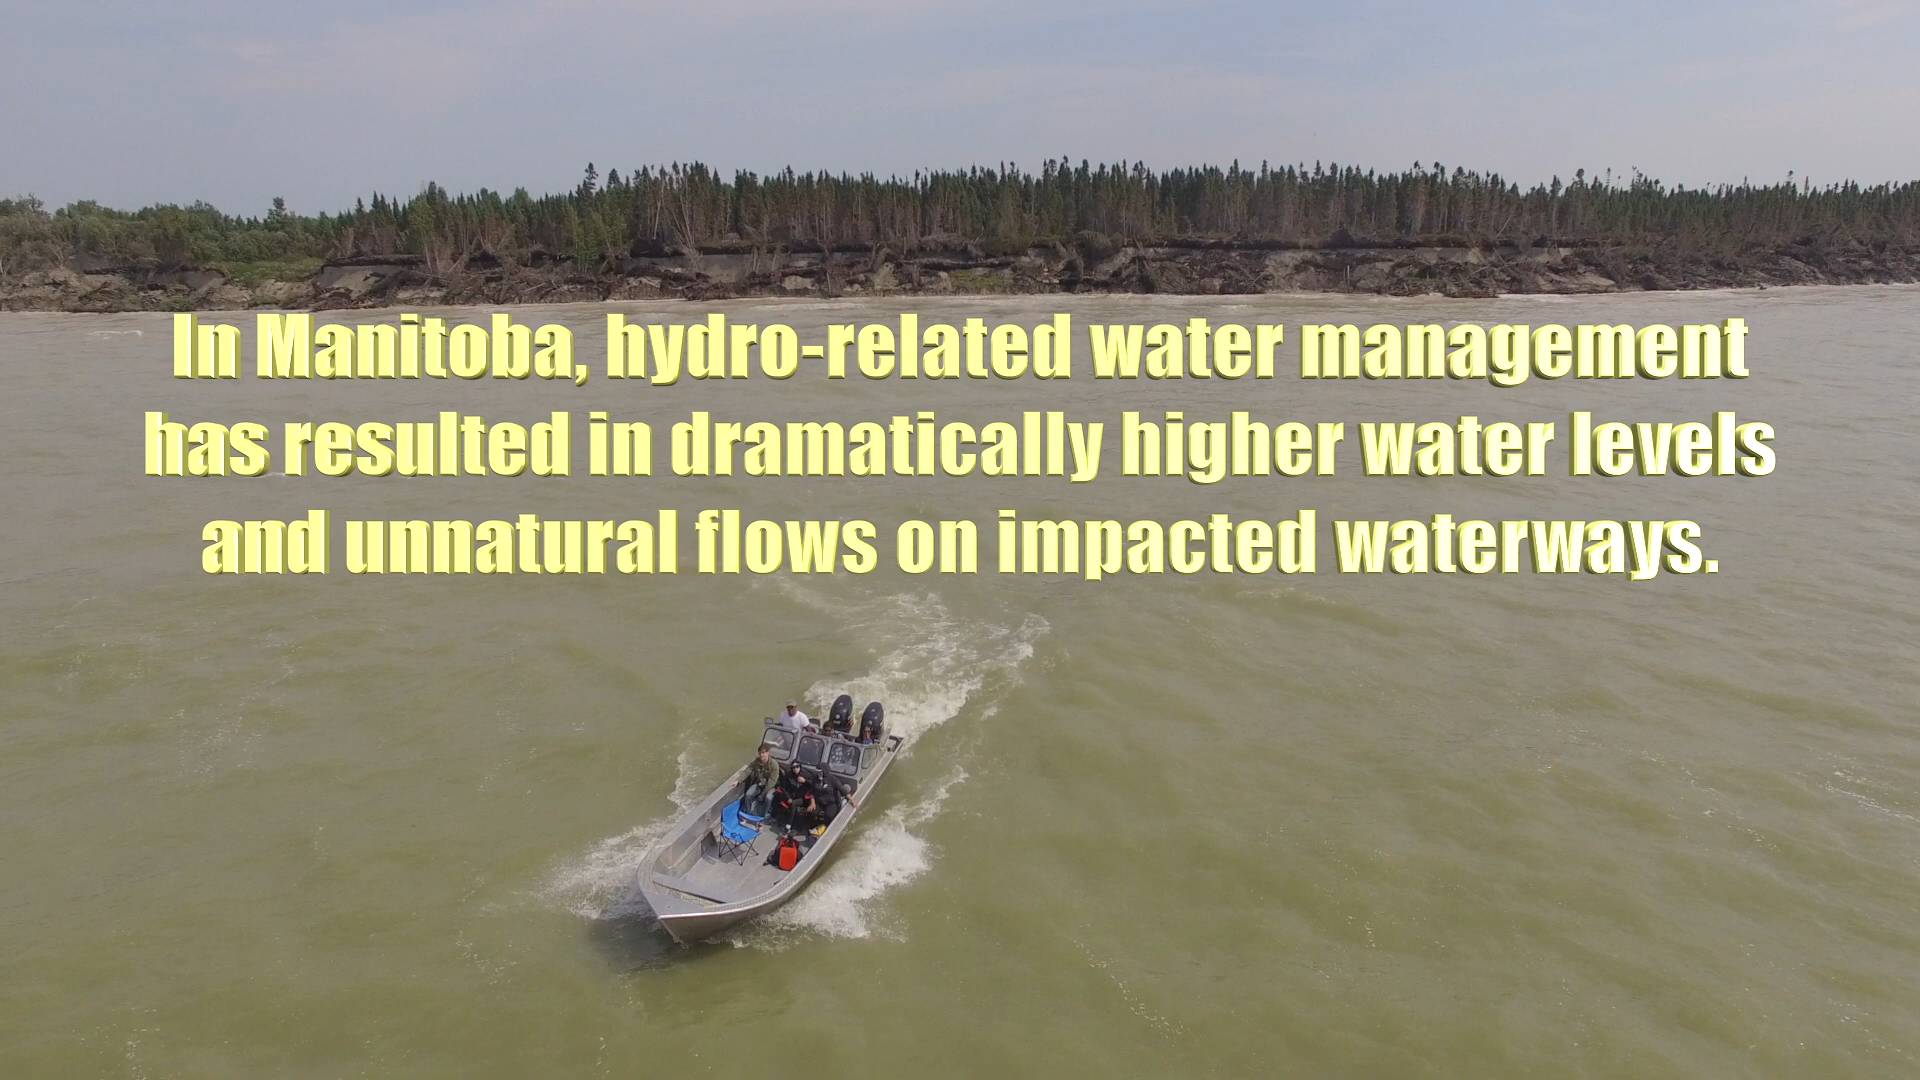 In Manitoba, hydro-related water management
has resulted in dramatically higher water levels
and unnatural flows on impacted waterways.